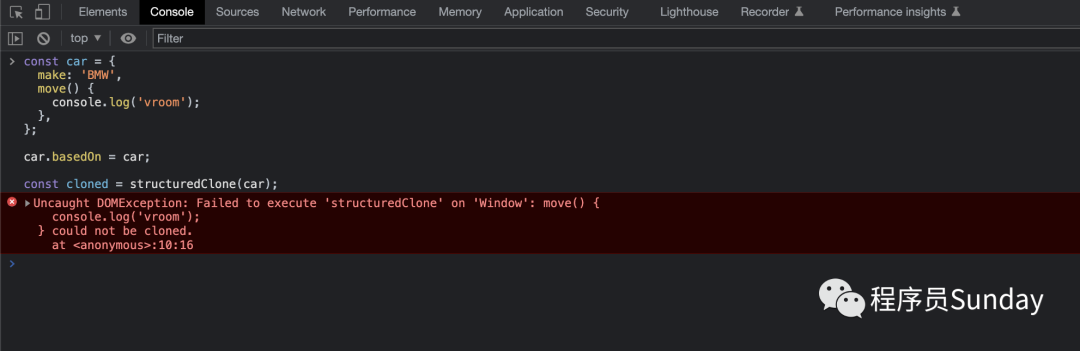 Elements Console Sources Network Performance Memory Application Security Lighthouse Recorder Performance insights
top ▼ Filter
> const car = {
make: 'BMW',
move() {
console.log('vroom');
},
};
car.basedOn = car;
const cloned = structuredClone(car);
Uncaught DOMException: Failed to execute 'structuredClone' on 'Window': move() {
console.log('vroom');
} could not be cloned.
at <anonymous>:10:16
>
程序员Sunday